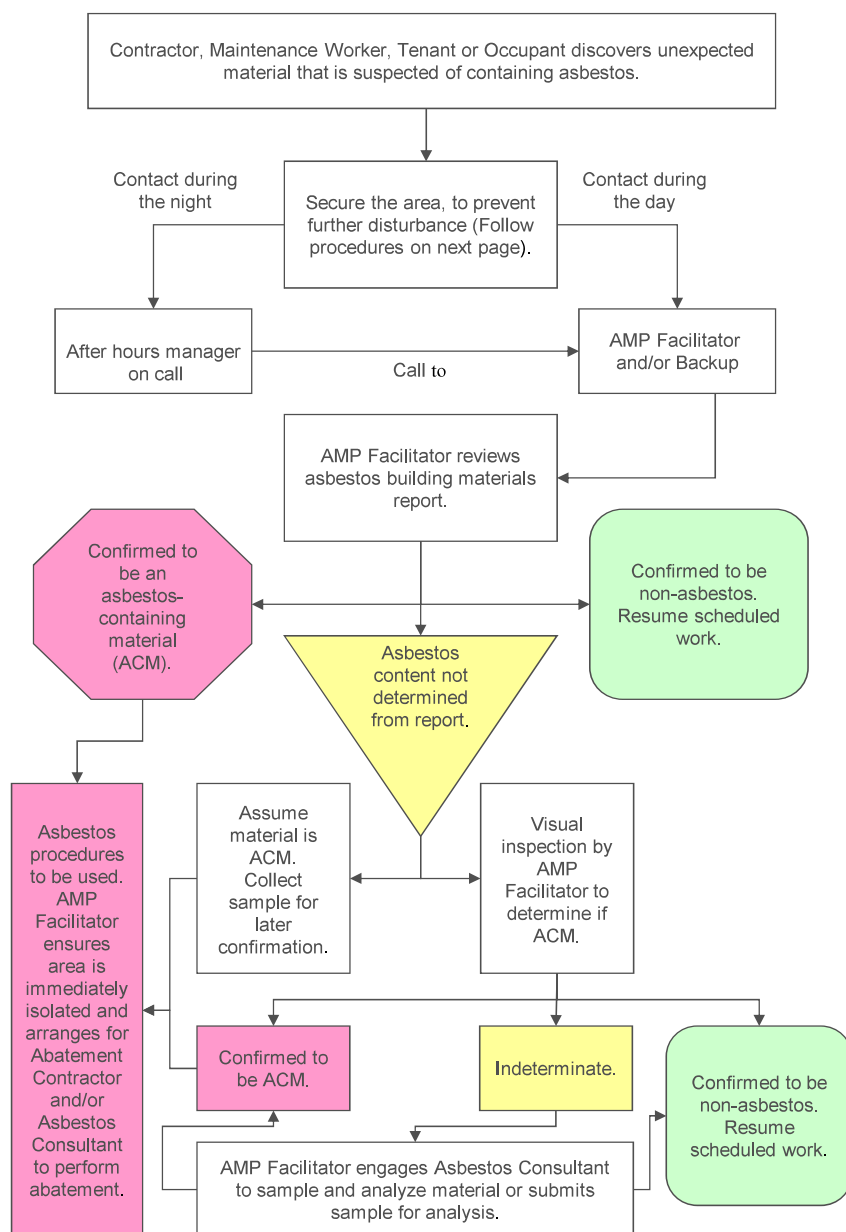 Contractor, Maintenance Worker, Tenant or Occupant discovers unexpected
material that is suspected of containing asbestos.
Contact during
the night
Secure the area, to prevent
further disturbance (Follow
procedures on next page).
Contact during
the day
After hours manager
on call
Call to
AMP Facilitator
and/or Backup
AMP Facilitator reviews
asbestos building materials
report.
Confirmed to
be an
asbestos-
containing
material
(ACM).
Confirmed to be
non-asbestos.
Resume scheduled
work.
Asbestos
content not
determined
from report.
Asbestos
procedures
to be used.
AMP
Facilitator
ensures
area is
immediately
isolated and
arranges for
Abatement
Contractor
and/or
Asbestos
Consultant
to perform
abatement.
Assume
material is
ACM.
Collect
sample for
later
confirmation.
Visual
inspection by
AMP
Facilitator to
determine if
ACM.
Confirmed to
be ACM.
Indeterminate.
Confirmed to be
non-asbestos.
Resume
scheduled work.
AMP Facilitator engages Asbestos Consultant
to sample and analyze material or submits
sample for analysis.